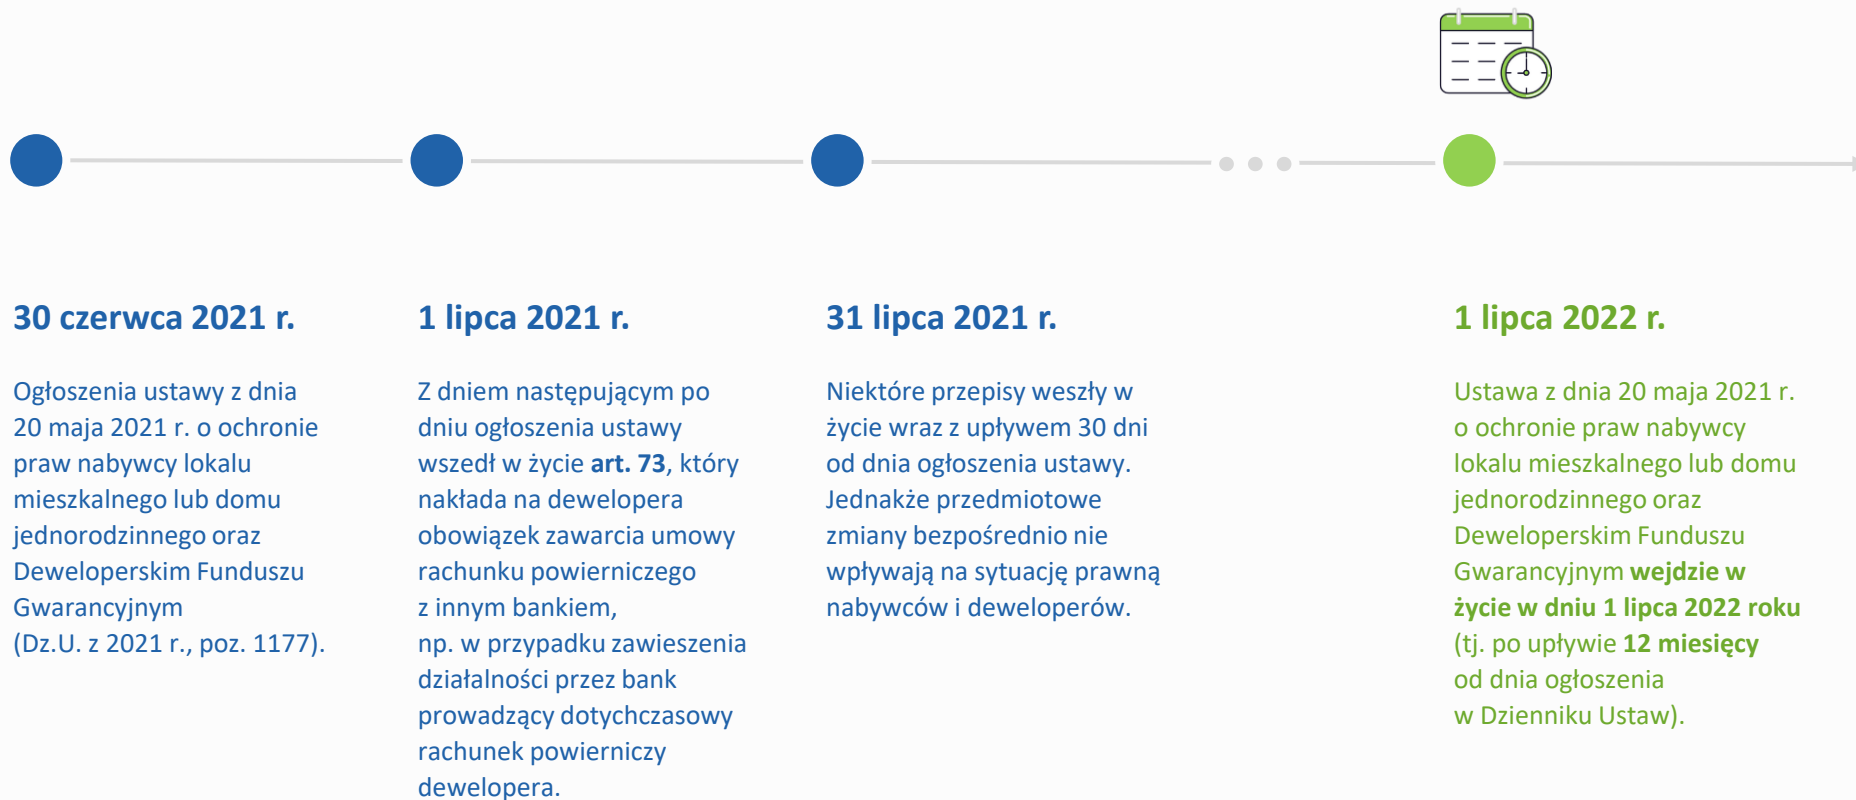 30 czerwca 2021 r.
Ogłoszenia ustawy z dnia
20 maja 2021 r. o ochronie
praw nabywcy lokalu
mieszkalnego lub domu
jednorodzinnego oraz
Deweloperskim Funduszu
Gwarancyjnym
(Dz.U. z 2021 r., poz. 1177).
1 lipca 2021 r.
Z dniem następującym po
dniu ogłoszenia ustawy
wszedł w życie art. 73, który
nakłada na dewelopera
obowiązek zawarcia umowy
rachunku powierniczego
z innym bankiem,
np. w przypadku zawieszenia
działalności przez bank
prowadzący dotychczasowy
rachunek powierniczy
dewelopera.
31 lipca 2021 r.
Niektóre przepisy weszły w
życie wraz z upływem 30 dni
od dnia ogłoszenia ustawy.
Jednakże przedmiotowe
zmiany bezpośrednio nie
wpływają na sytuację prawną
nabywców i deweloperów.
1 lipca 2022 r.
Ustawa z dnia 20 maja 2021 r.
o ochronie praw nabywcy
lokalu mieszkalnego lub domu
jednorodzinnego oraz
Deweloperskim Funduszu
Gwarancyjnym wejdzie w
życie w dniu 1 lipca 2022 roku
(tj. po upływie 12 miesięcy
od dnia ogłoszenia
w Dzienniku Ustaw).